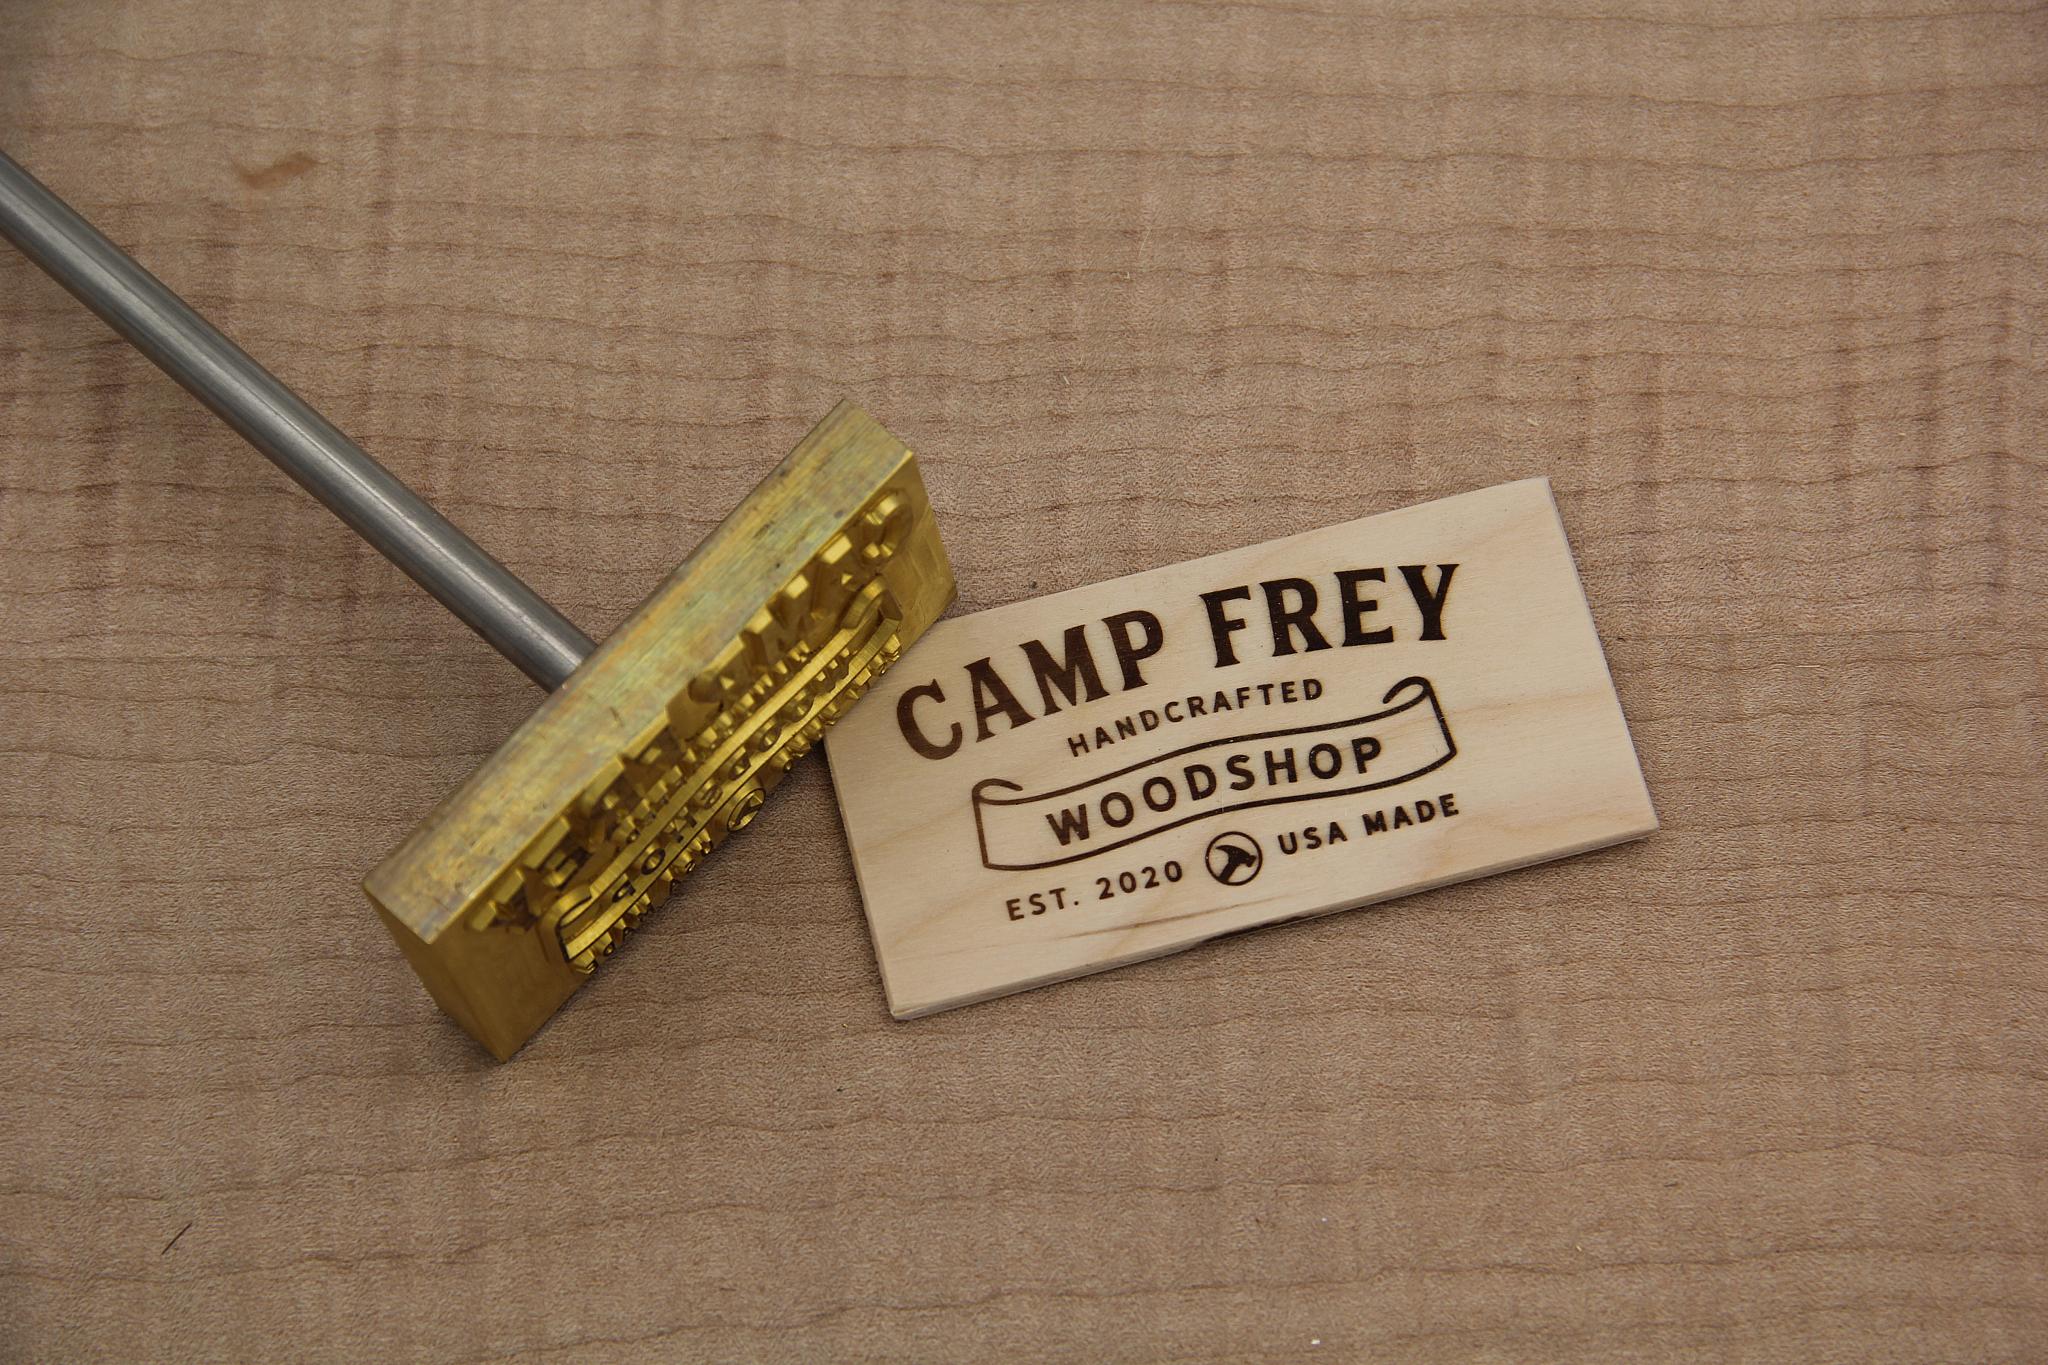 CAMP FREY
HANDCRAFTED
WOODSHOP
EST. 2020 USA MADE